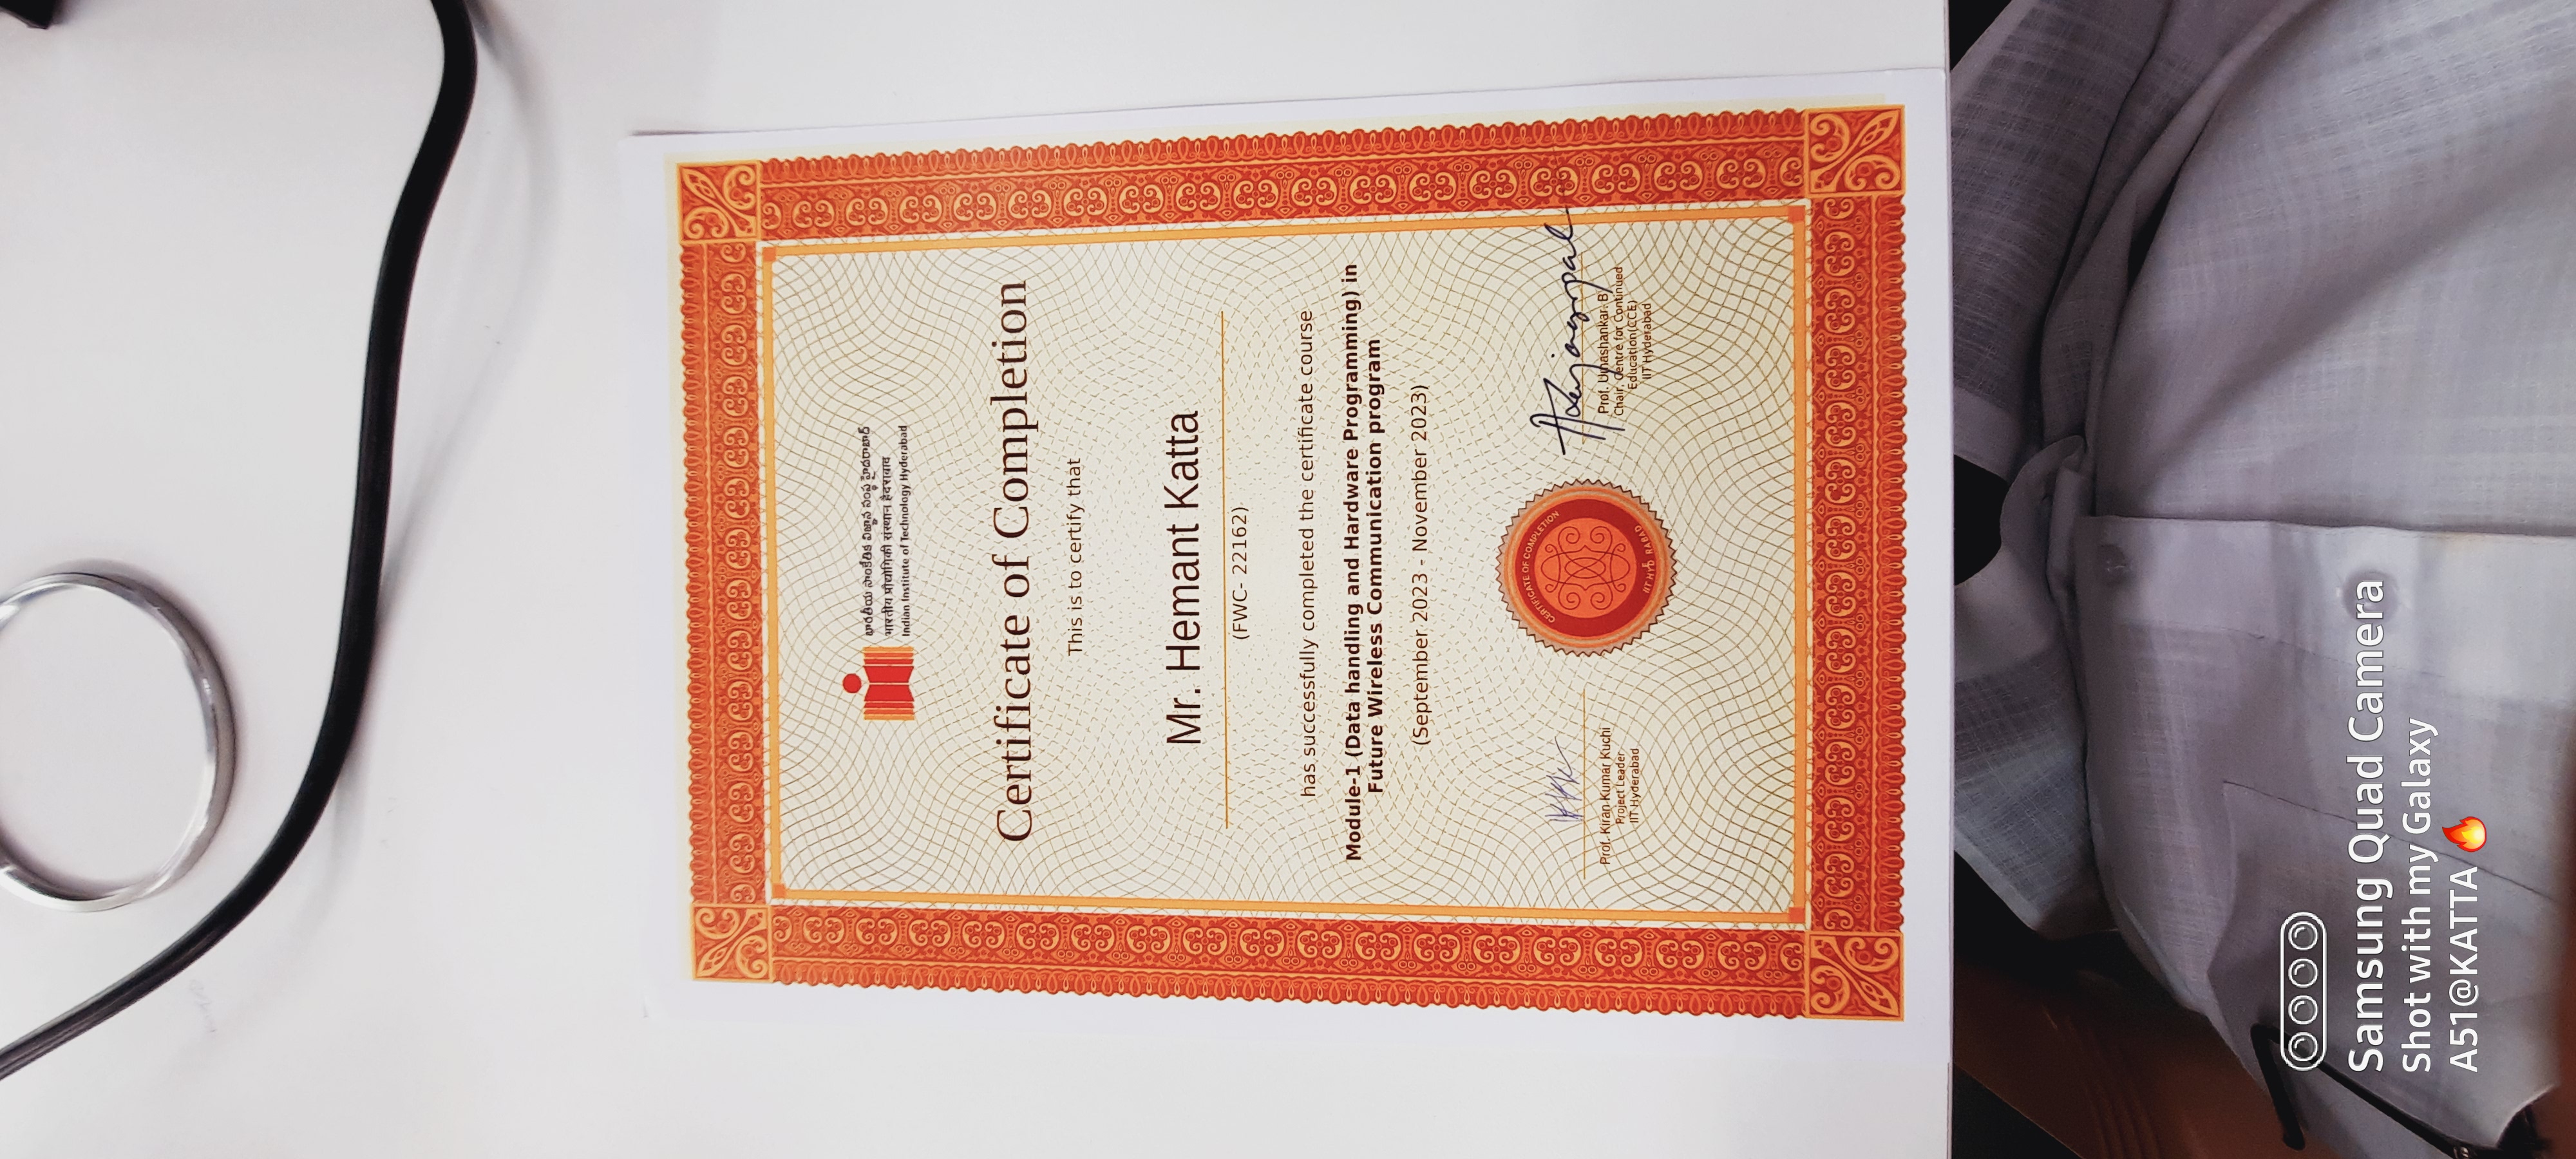 భారతీయ సాంకేతిక విజ్ఞాన సంస్థ హైదరాబాద్
भारतीय प्रौद्योगिकी संस्थान हैदराबाद
Indian Institute of Technology Hyderabad
Certificate of Completion
This is to certify that
Mr. Hemant Katta
(FWC- 22162)
has successfully completed the certificate course
Module-1 (Data handling and Hardware Programming) in
Future Wireless Communication program
(September 2023 - November 2023)
CERTIFICATE OF COMPLETION
IIT HYDERABAD
Prof. Kiran Kumar Kuchi
Project Leader
IIT Hyderabad
Prof. Umashankar. B
Chair, Centre for Continued
Education(CCE)
IIT Hyderabad
Samsung Quad Camera
Shot with my Galaxy
A51@KATTA 🔥